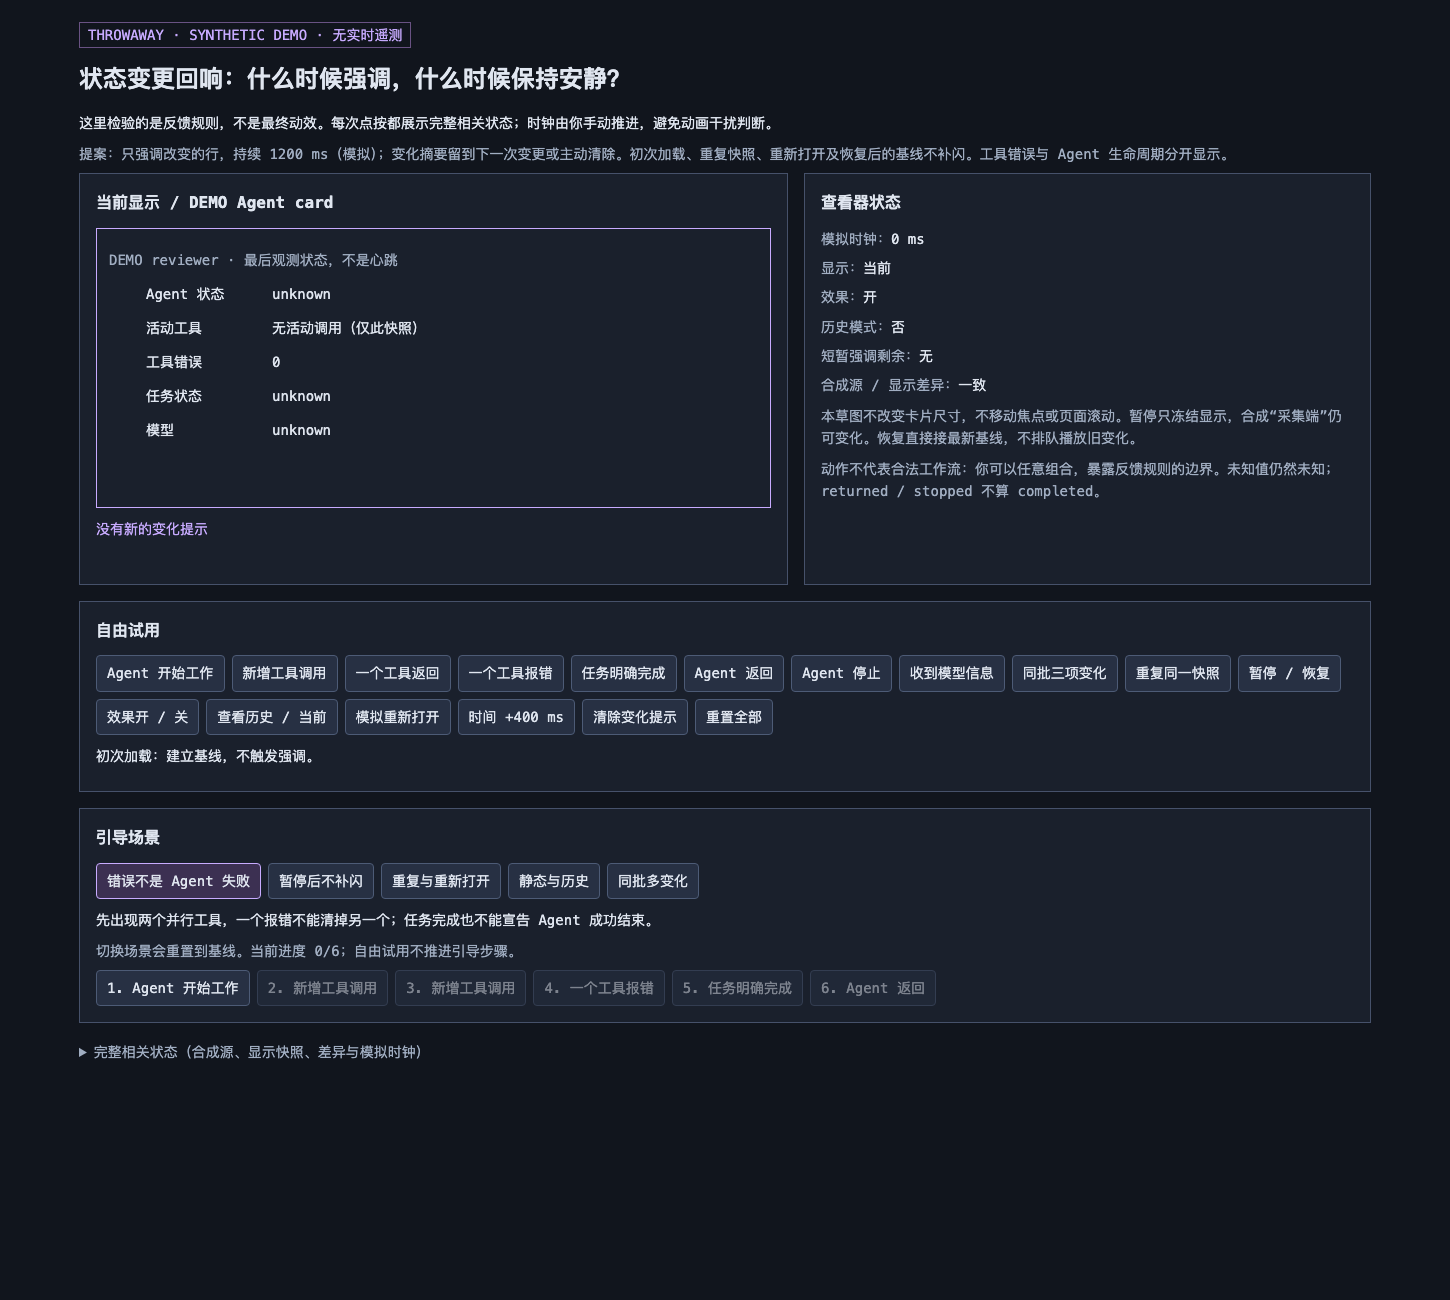 THROWAWAY · SYNTHETIC DEMO · 无实时遥测
状态变更回响：什么时候强调，什么时候保持安静？
这里检验的是反馈规则，不是最终动效。每次点按都展示完整相关状态；时钟由你手动推进，避免动画干扰判断。
提案：只强调改变的行，持续 1200 ms（模拟）；变化摘要留到下一次变更或主动清除。初次加载、重复快照、重新打开及恢复后的基线不补闪。工具错误与 Agent 生命周期分开显示。
当前显示 / DEMO Agent card
DEMO reviewer · 最后观测状态，不是心跳
Agent 状态 unknown
活动工具 无活动调用（仅此快照）
工具错误 0
任务状态 unknown
模型 unknown
没有新的变化提示
查看器状态
模拟时钟：0 ms
显示：当前
效果：开
历史模式：否
短暂强调剩余：无
合成源 / 显示差异：一致
本草图不改变卡片尺寸，不移动焦点或页面滚动。暂停只冻结显示，合成“采集端”仍
可变化。恢复直接接最新基线，不排队播放旧变化。
动作不代表合法工作流：你可以任意组合，暴露反馈规则的边界。未知值仍然未知；
returned / stopped 不算 completed。
自由试用
Agent 开始工作 新增工具调用 一个工具返回 一个工具报错 任务明确完成 Agent 返回 Agent 停止 收到模型信息 同批三项变化 重复同一快照 暂停 / 恢复
效果开 / 关 查看历史 / 当前 模拟重新打开 时间 +400 ms 清除变化提示 重置全部
初次加载：建立基线，不触发强调。
引导场景
错误不是 Agent 失败 暂停后不补闪 重复与重新打开 静态与历史 同批多变化
先出现两个并行工具，一个报错不能清掉另一个；任务完成也不能宣告 Agent 成功结束。
切换场景会重置到基线。当前进度 0/6；自由试用不推进引导步骤。
1. Agent 开始工作 2. 新增工具调用 3. 新增工具调用 4. 一个工具报错 5. 任务明确完成 6. Agent 返回
▶ 完整相关状态（合成源、显示快照、差异与模拟时钟）